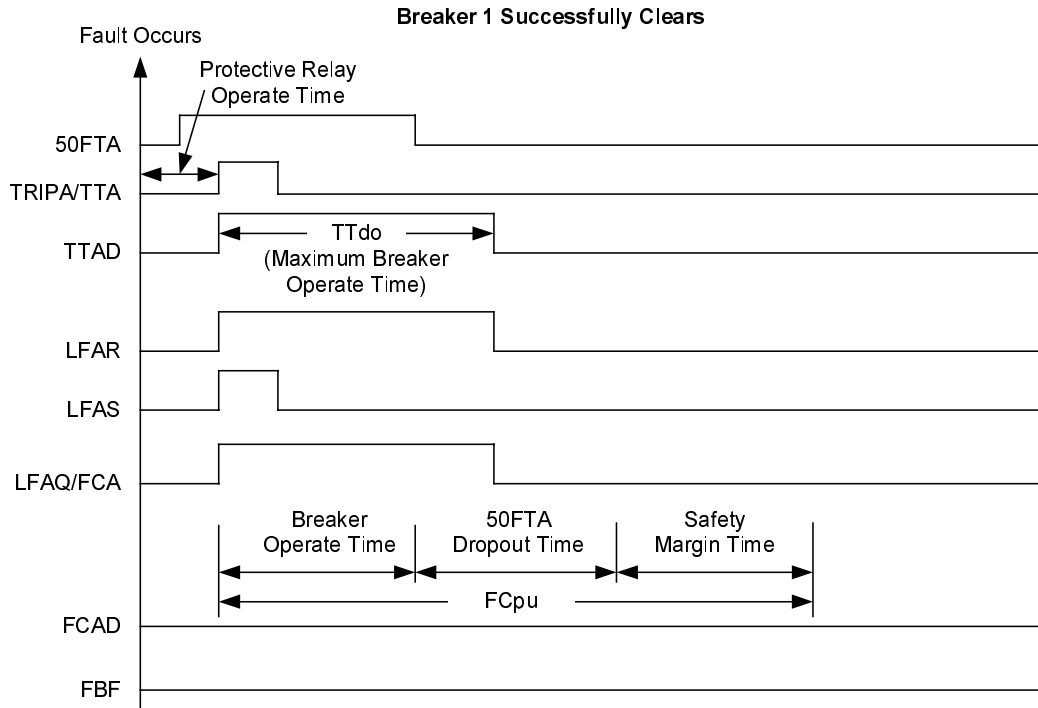 Breaker 1 Successfully Clears
Fault Occurs
Protective Relay
Operate Time
50FTA
TRIPA/TTA
TTAD
TTdo
(Maximum Breaker
Operate Time)
LFAR
LFAS
LFAQ/FCA
Breaker
Operate Time
50FTA
Dropout Time
Safety
Margin Time
FCpu
FCAD
FBF